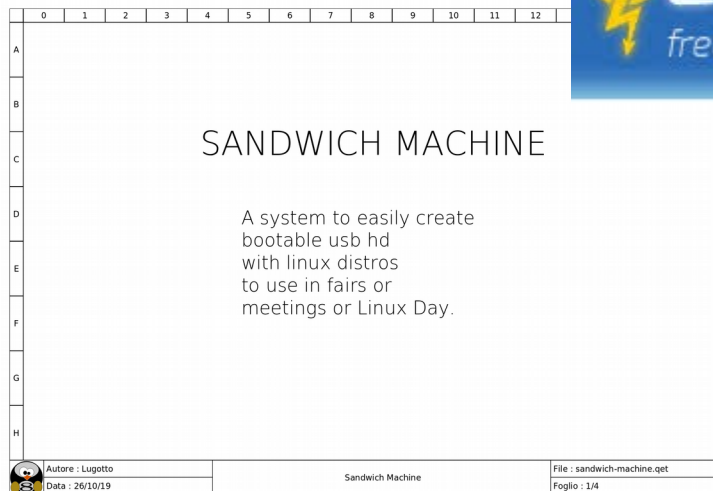 0 1 2 3 4 5 6 7 8 9 10 11 12
A
B
C
D
E
F
G
H
fre
SANDWICH MACHINE
A system to easily create
bootable usb hd
with linux distros
to use in fairs or
meetings or Linux Day.
Autore : Lugotto
Data : 26/10/19
Sandwich Machine
File : sandwich-machine.qet
Foglio : 1/4